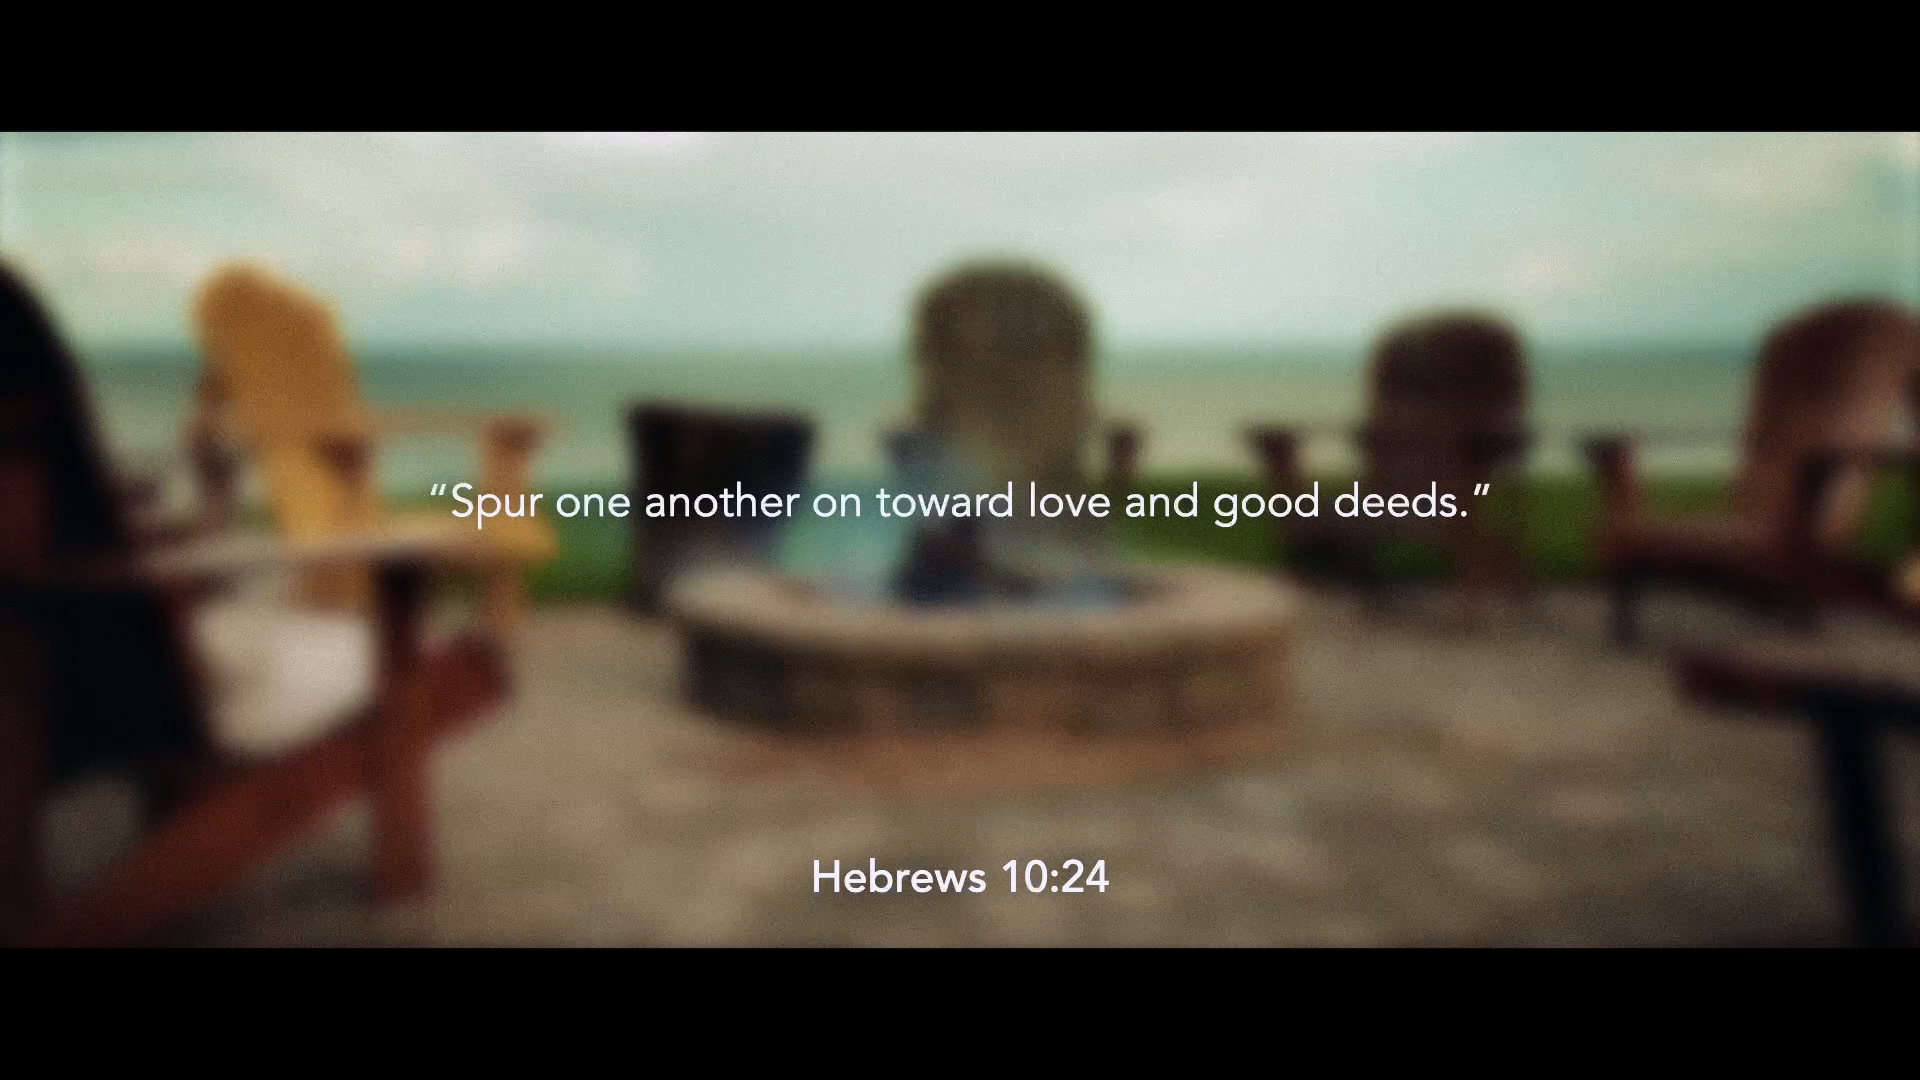 “Spur one another on toward love and good deeds.”
Hebrews 10:24